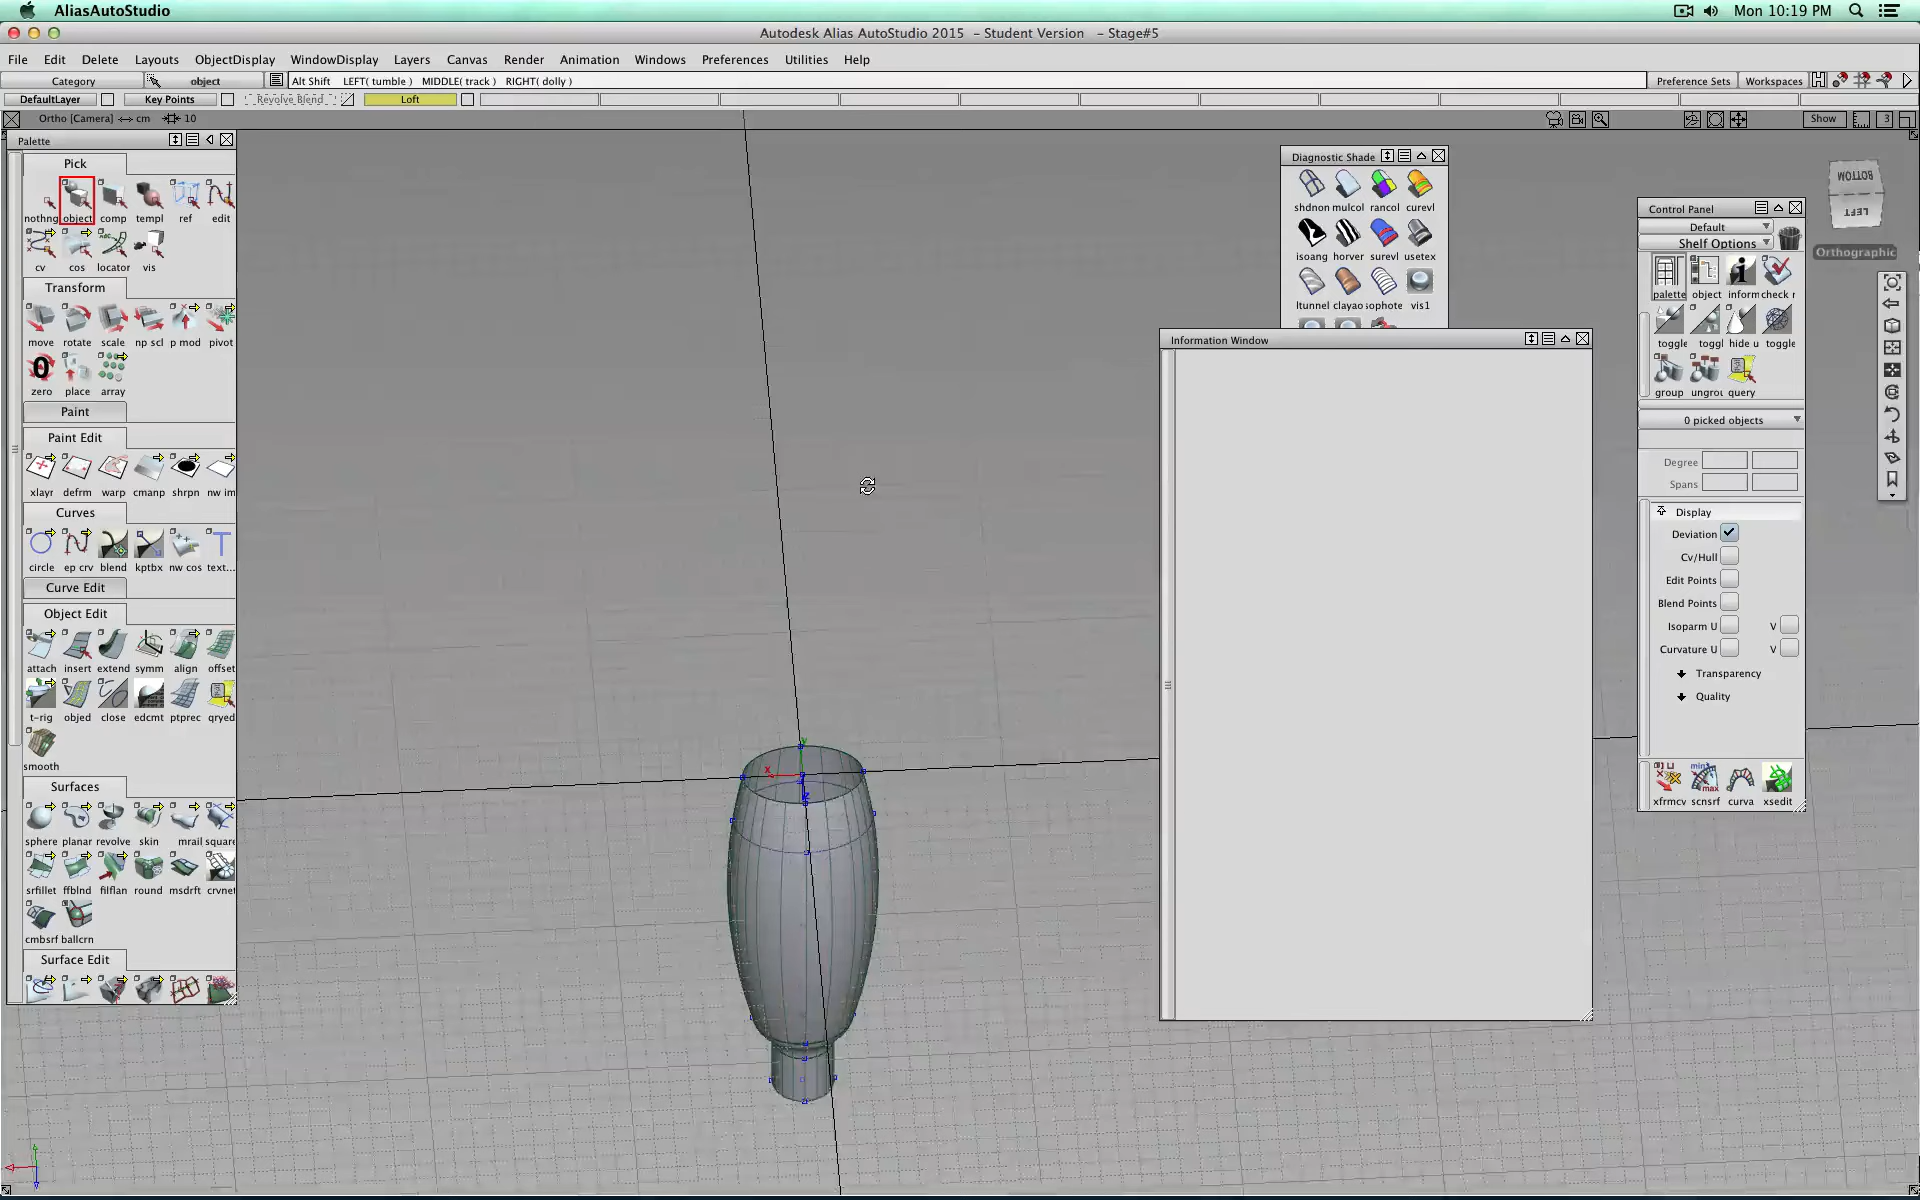 AliasAutoStudio Mon 10:19 PM
Autodesk Alias AutoStudio 2015 - Student Version - Stage#5
File Edit Delete Layouts ObjectDisplay WindowDisplay Layers Canvas Render Animation Windows Preferences Utilities Help
Category object Alt Shift LEFT( tumble ) MIDDLE( track ) RIGHT( dolly ) Preference Sets Workspaces
DefaultLayer Key Points Revolve Blend Loft
Ortho [Camera] cm 10 Show 3
Palette
Pick
nothng object comp templ ref edit
cv cos locator vis
Transform
move rotate scale np scl p mod pivot
zero place array
Paint
Paint Edit
xlayr defrm warp cmanp shrpn nw im
Curves
circle ep crv blend kptbx nw cos text...
Curve Edit
Object Edit
attach insert extend symm align offset
t-rig objed close edcmt ptprec qryed
smooth
Surfaces
sphere planar revolve skin mrail square
srfillet ffblnd filflan round msdrft crvnet
cmbsrf ballcrn
Surface Edit
Diagnostic Shade
shdnon mulcol rancol curevl
isoang horver surevl usetex
ltunnel clayao isophote vis1
Information Window
BOTTOM
LEFT
Orthographic
Control Panel
Default
Shelf Options
palette object inform check r
toggle toggl hide u toggle
group ungrou query
0 picked objects
Degree
Spans
Display
Deviation
Cv/Hull
Edit Points
Blend Points
Isoparm U V
Curvature U V
Transparency
Quality
xfrmcv scnsrf curva xsedit
X
Y